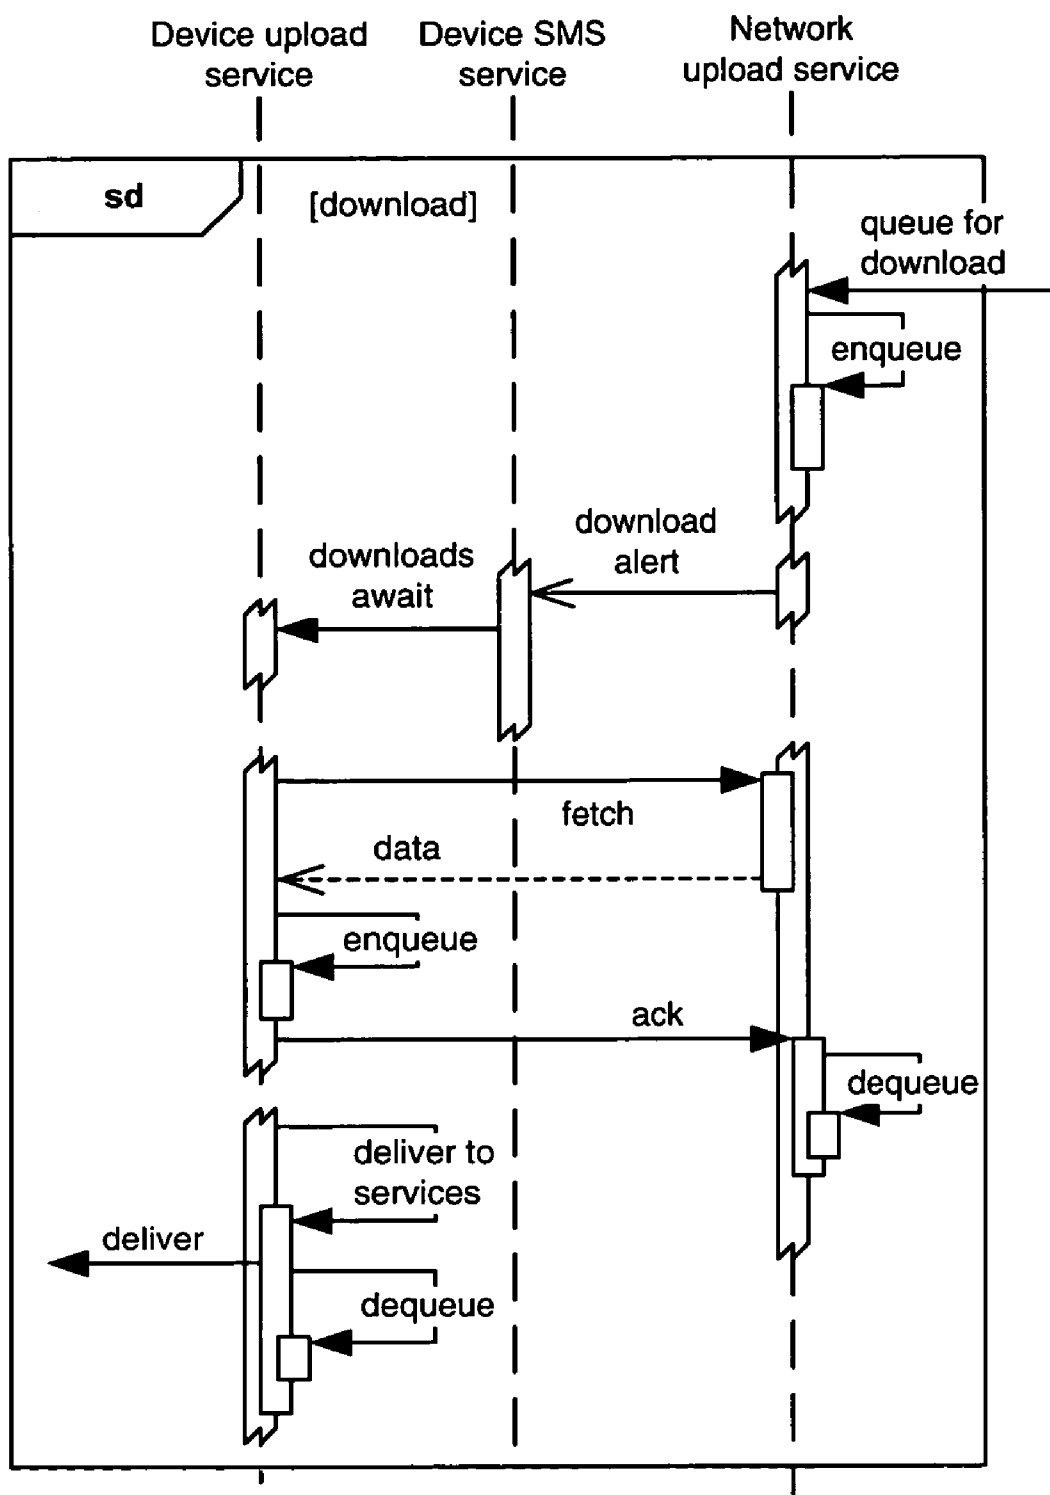 Device upload
service
Device SMS
service
Network
upload service
sd
[download]
queue for
download
enqueue
download
alert
downloads
await
fetch
data
enqueue
ack
dequeue
deliver to
services
deliver
dequeue